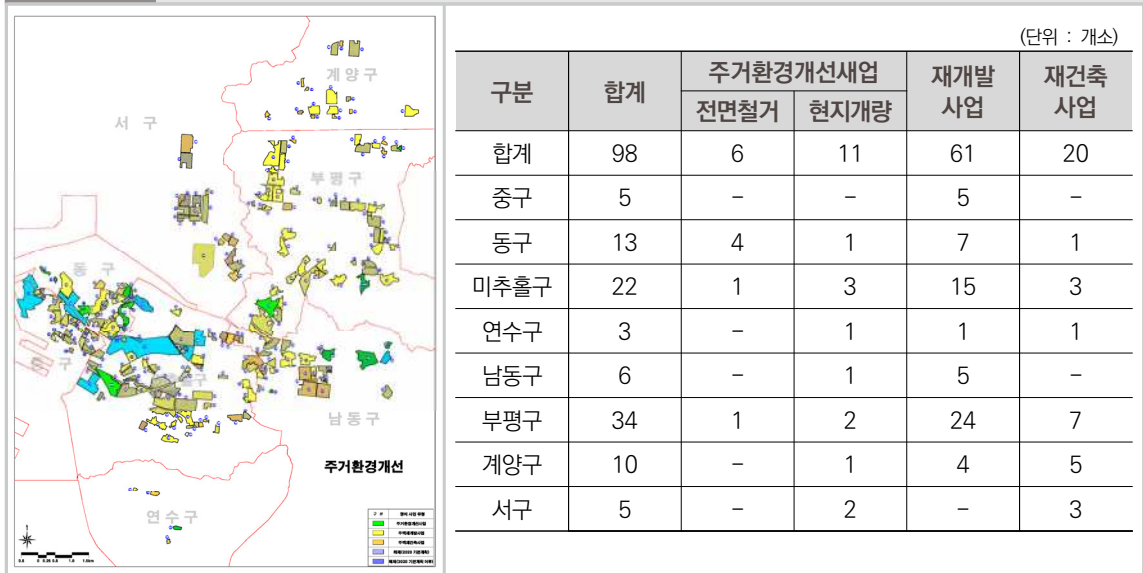 계양구
서 구
부평구
동 구
남동구
주거환경개선
연수구
(단위 : 개소)
구분 합계 주거환경개선새업 재개발 사업 재건축 사업
전면철거 현지개량
합계 98 6 11 61 20
중구 5 – – 5 –
동구 13 4 1 7 1
미추홀구 22 1 3 15 3
연수구 3 – 1 1 1
남동구 6 – 1 5 –
부평구 34 1 2 24 7
계양구 10 – 1 4 5
서구 5 – 2 – 3